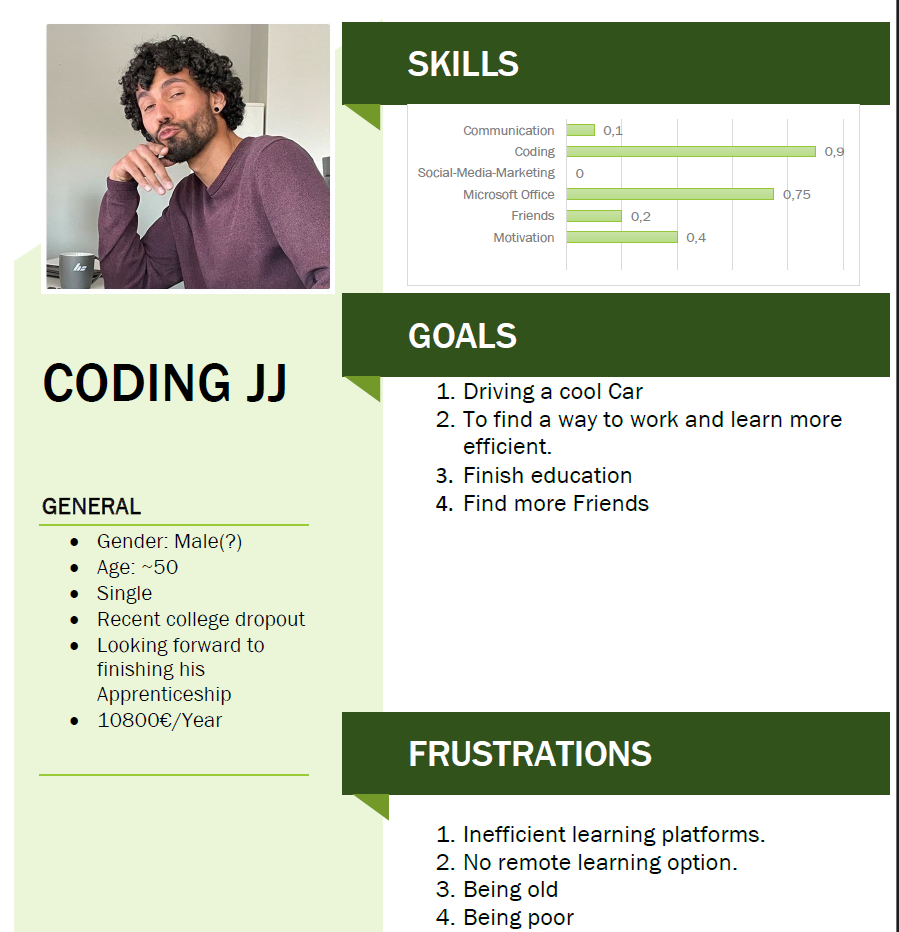 SKILLS
Communication 0,1
Coding 0,9
Social-Media-Marketing 0
Microsoft Office 0,75
Friends 0,2
Motivation 0,4
GOALS
1. Driving a cool Car
2. To find a way to work and learn more
efficient.
3. Finish education
4. Find more Friends
CODING JJ
GENERAL
• Gender: Male(?)
• Age: ~50
• Single
• Recent college dropout
• Looking forward to
finishing his
Apprenticeship
• 10800€/Year
FRUSTRATIONS
1. Inefficient learning platforms.
2. No remote learning option.
3. Being old
4. Being poor